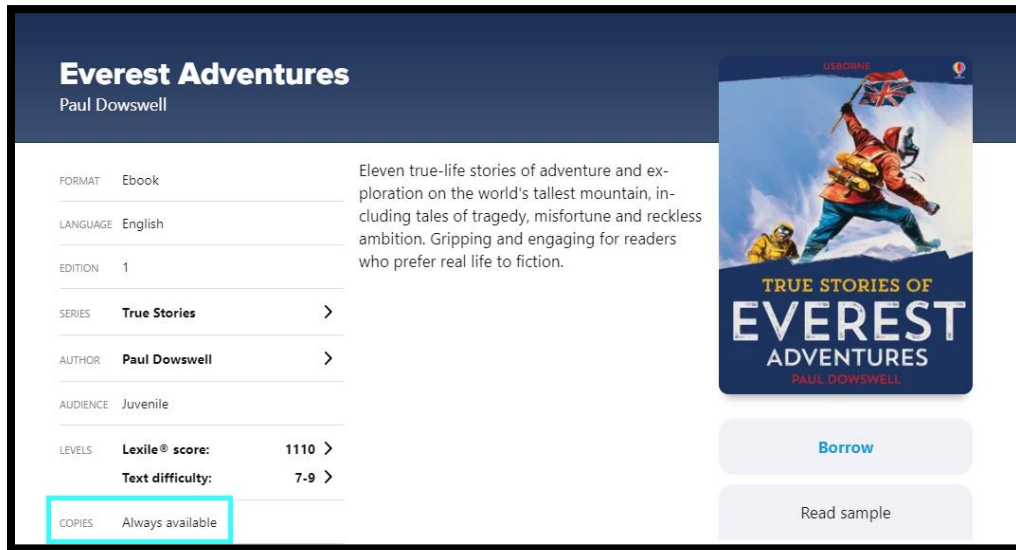 Everest Adventures
Paul Dowswell
FORMAT Ebook
LANGUAGE English
EDITION 1
SERIES True Stories >
AUTHOR Paul Dowswell >
AUDIENCE Juvenile
LEVELS Lexile® score: 1110 >
Text difficulty: 7-9 >
COPIES Always available
Eleven true-life stories of adventure and ex-
ploration on the world's tallest mountain, in-
cluding tales of tragedy, misfortune and reckless
ambition. Gripping and engaging for readers
who prefer real life to fiction.
USBORNE
TRUE STORIES OF
EVEREST
ADVENTURES
PAUL DOWSWELL
Borrow
Read sample